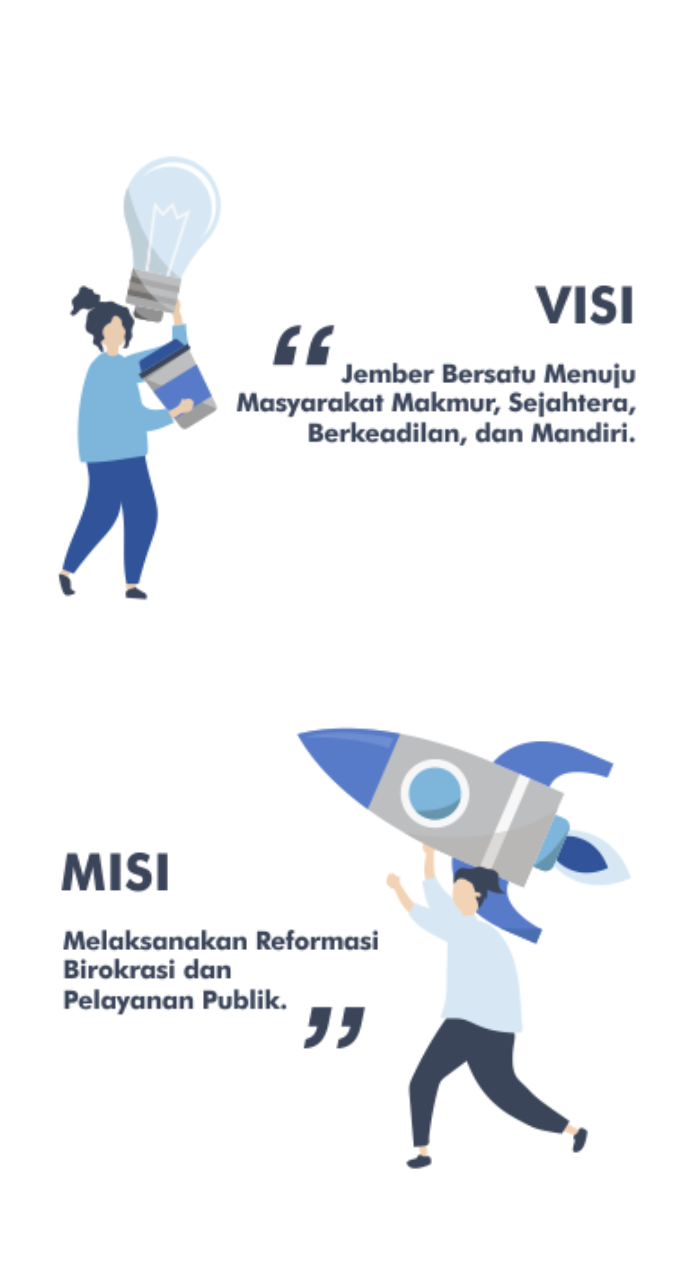 VISI
“
Jember Bersatu Menuju
Masyarakat Makmur, Sejahtera,
Berkeadilan, dan Mandiri.
MISI
Melaksanakan Reformasi
Birokrasi dan
Pelayanan Publik.
”